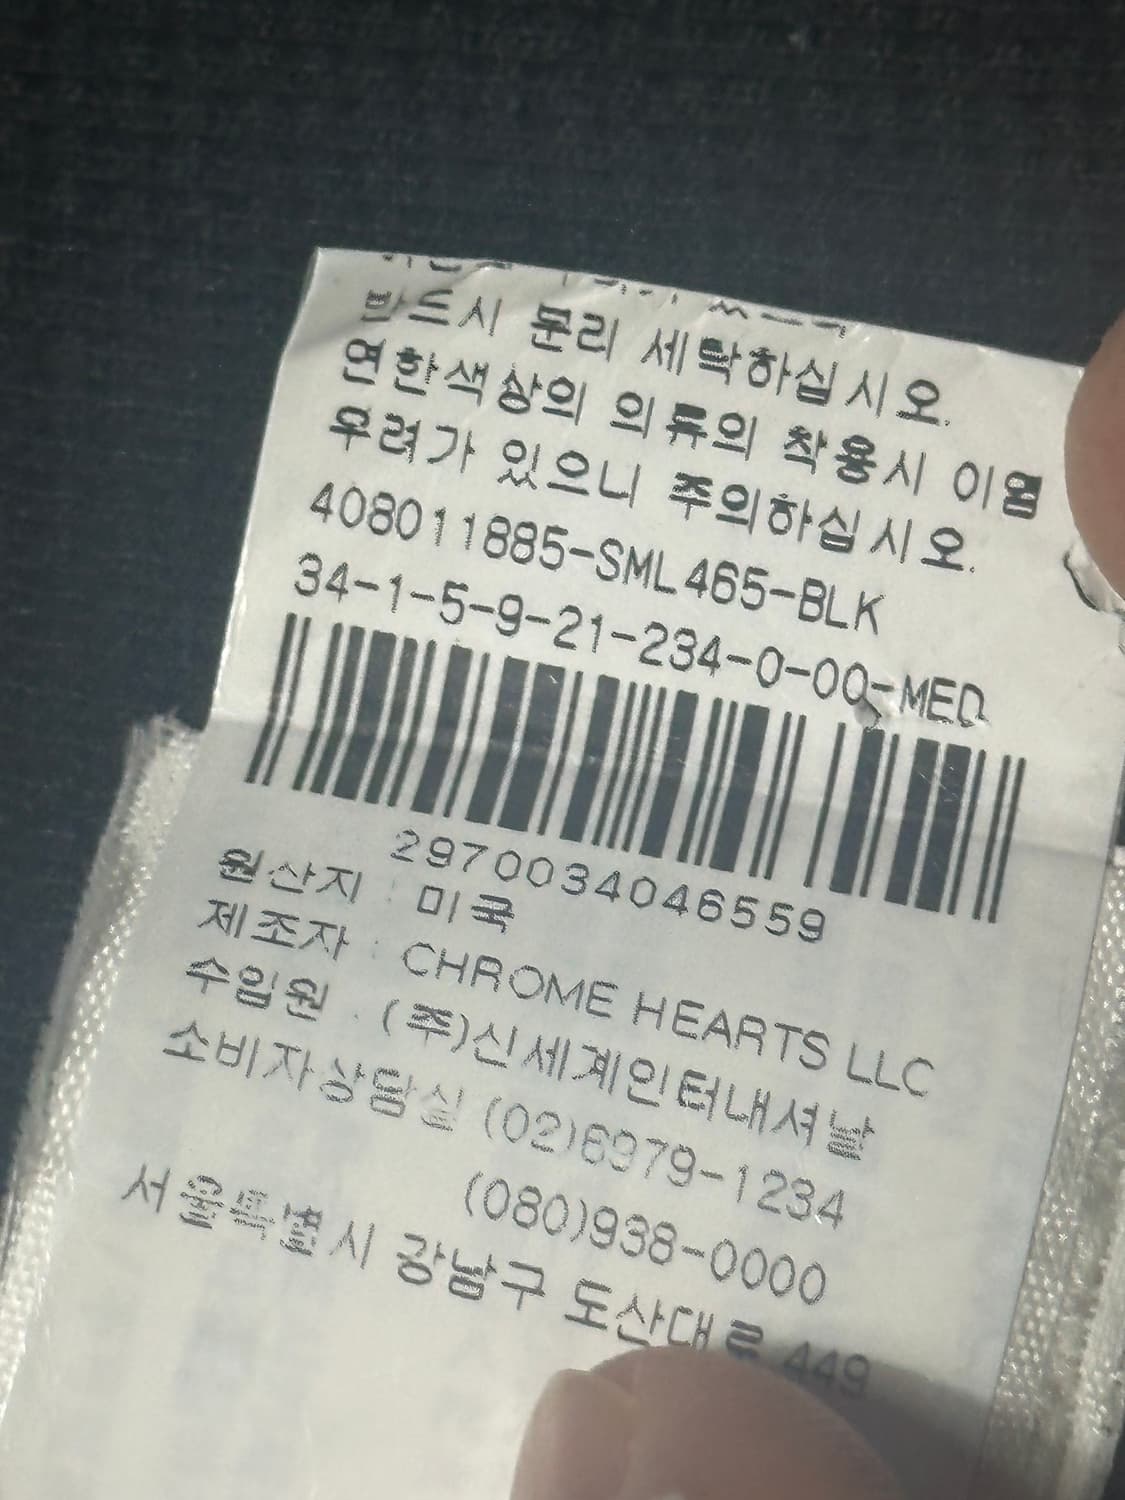 반드시 분리 세탁하십시오.
연한색상의 의류의 착용시 이염
우려가 있으니 주의하십시오.
408011885-SML465-BLK
34-1-5-9-21-234-0-00-MED
2970034046559
원산지 : 미국
제조자 : CHROME HEARTS LLC
수입원 : (주)신세계인터내셔날
소비자상담실 (02)6979-1234
(080)938-0000
서울특별시 강남구 도산대로 449